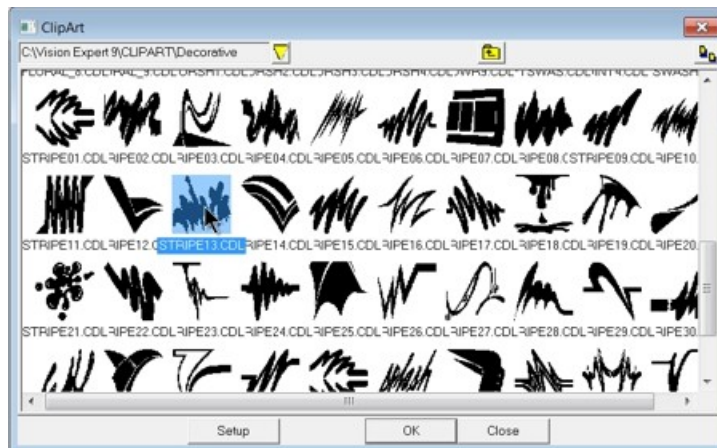 ClipArt
C:\Vision Expert 9\CLIPART\Decorative
STRIPE01.CDL RIPE02.CDL RIPE03.CDL RIPE04.CDL RIPE05.CDL RIPE06.CDL RIPE07.CDL RIPE08.C STRIPE09.CDL RIPE10.
STRIPE11.CDL RIPE12.C STRIPE13.CDL RIPE14.CDL RIPE15.CDL RIPE16.CDL RIPE17.CDL RIPE18.CDL RIPE19.CDL RIPE20.
STRIPE21.CDL RIPE22.CDL RIPE23.CDL RIPE24.CDL RIPE25.CDL RIPE26.CDL RIPE27.CDL RIPE28.CDL RIPE29.CDL RIPE30.
Setup OK Close